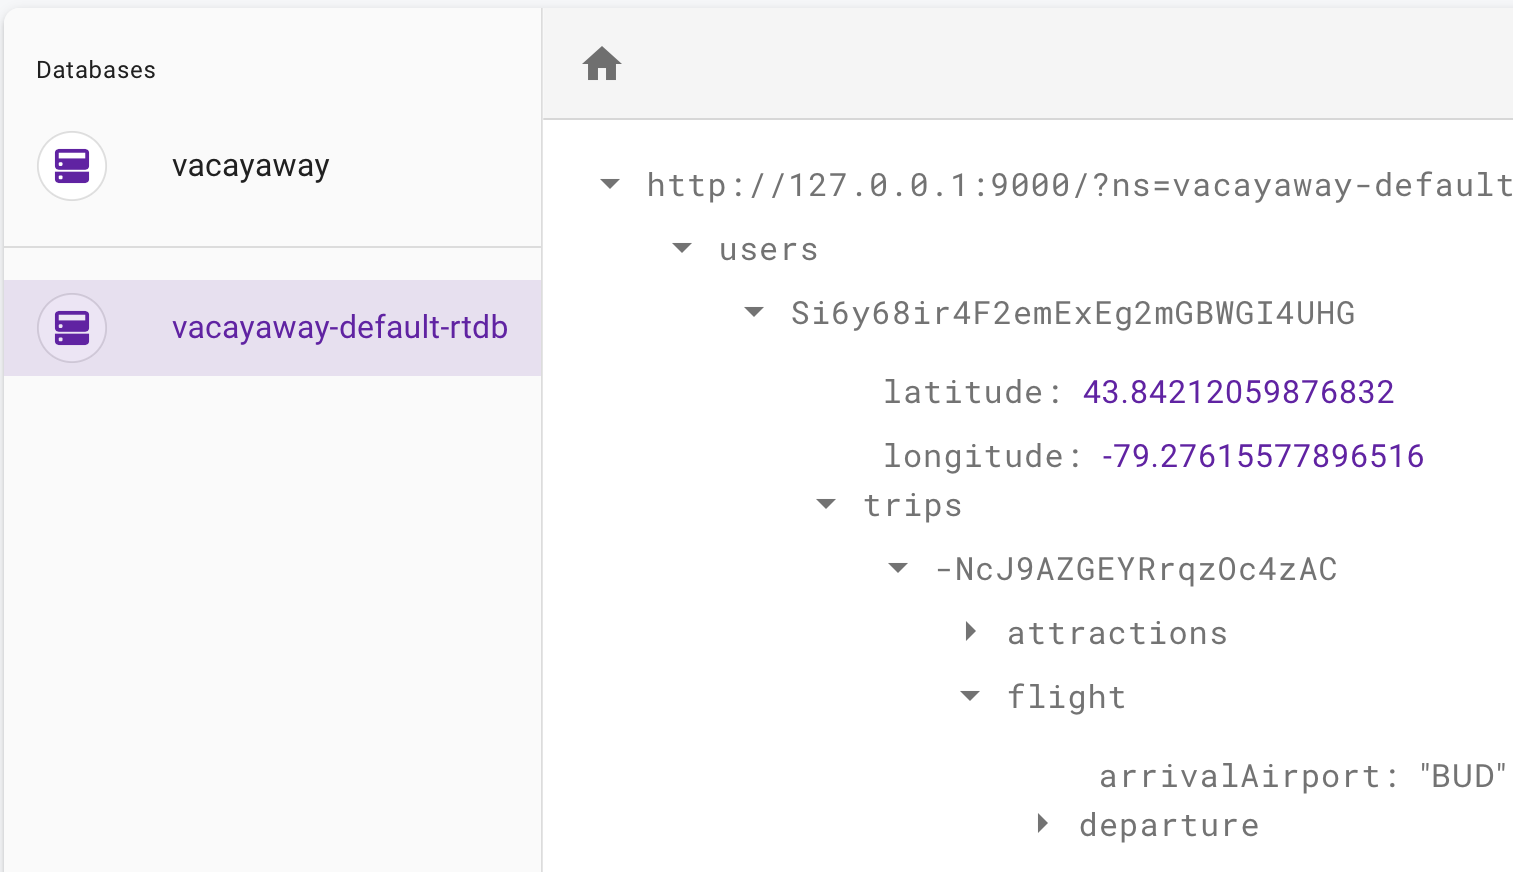 Databases
vacayaway
vacayaway-default-rtdb
http://127.0.0.1:9000/?ns=vacayaway-default
users
Si6y68ir4F2emExEg2mGBWGI4UHG
latitude: 43.84212059876832
longitude: -79.27615577896516
trips
-NcJ9AZGEYRrqzOc4zAC
attractions
flight
arrivalAirport: "BUD"
departure